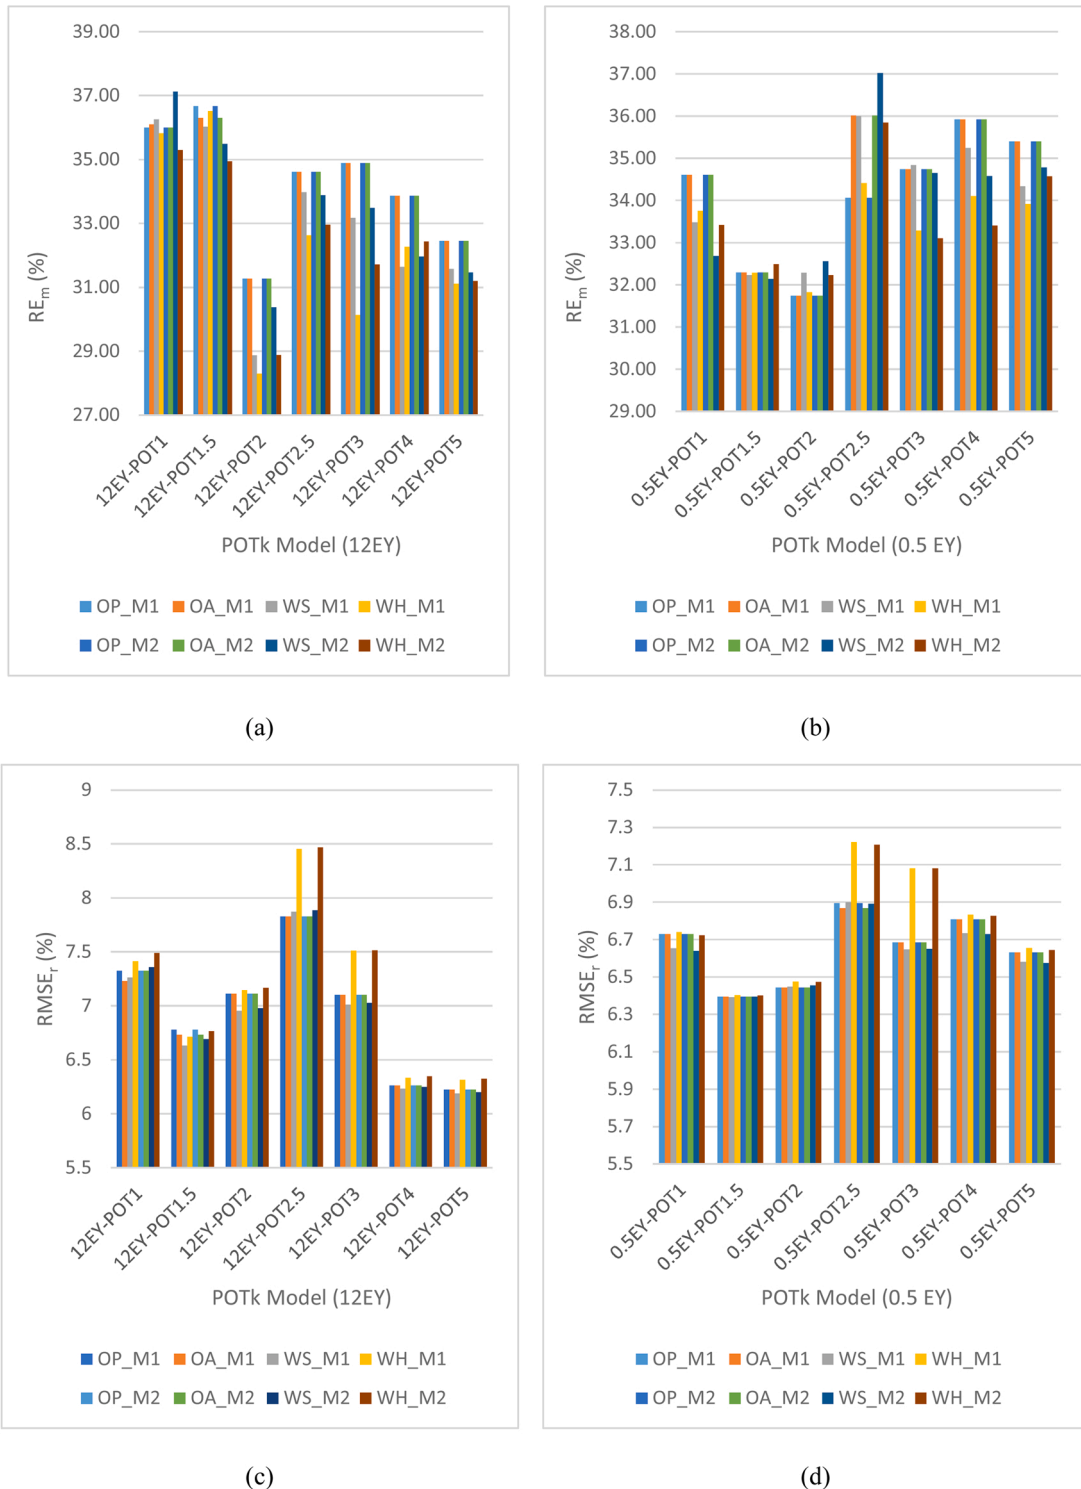 39.00
37.00
35.00
33.00
31.00
29.00
27.00
REm (%)
12EY-POT1
12EY-POT1.5
12EY-POT2
12EY-POT2.5
12EY-POT3
12EY-POT4
12EY-POT5
POTk Model (12EY)
OP_M1 OA_M1 WS_M1 WH_M1
OP_M2 OA_M2 WS_M2 WH_M2
(a)
38.00
37.00
36.00
35.00
34.00
33.00
32.00
31.00
30.00
29.00
REm (%)
0.5EY-POT1
0.5EY-POT1.5
0.5EY-POT2
0.5EY-POT2.5
0.5EY-POT3
0.5EY-POT4
0.5EY-POT5
POTk Model (0.5 EY)
OP_M1 OA_M1 WS_M1 WH_M1
OP_M2 OA_M2 WS_M2 WH_M2
(b)
9
8.5
8
7.5
7
6.5
6
5.5
RMSEr (%)
12EY-POT1
12EY-POT1.5
12EY-POT2
12EY-POT2.5
12EY-POT3
12EY-POT4
12EY-POT5
POTk Model (12EY)
OP_M1 OA_M1 WS_M1 WH_M1
OP_M2 OA_M2 WS_M2 WH_M2
(c)
7.5
7.3
7.1
6.9
6.7
6.5
6.3
6.1
5.9
5.7
5.5
RMSEr (%)
0.5EY-POT1
0.5EY-POT1.5
0.5EY-POT2
0.5EY-POT2.5
0.5EY-POT3
0.5EY-POT4
0.5EY-POT5
POTk Model (0.5 EY)
OP_M1 OA_M1 WS_M1 WH_M1
OP_M2 OA_M2 WS_M2 WH_M2
(d)